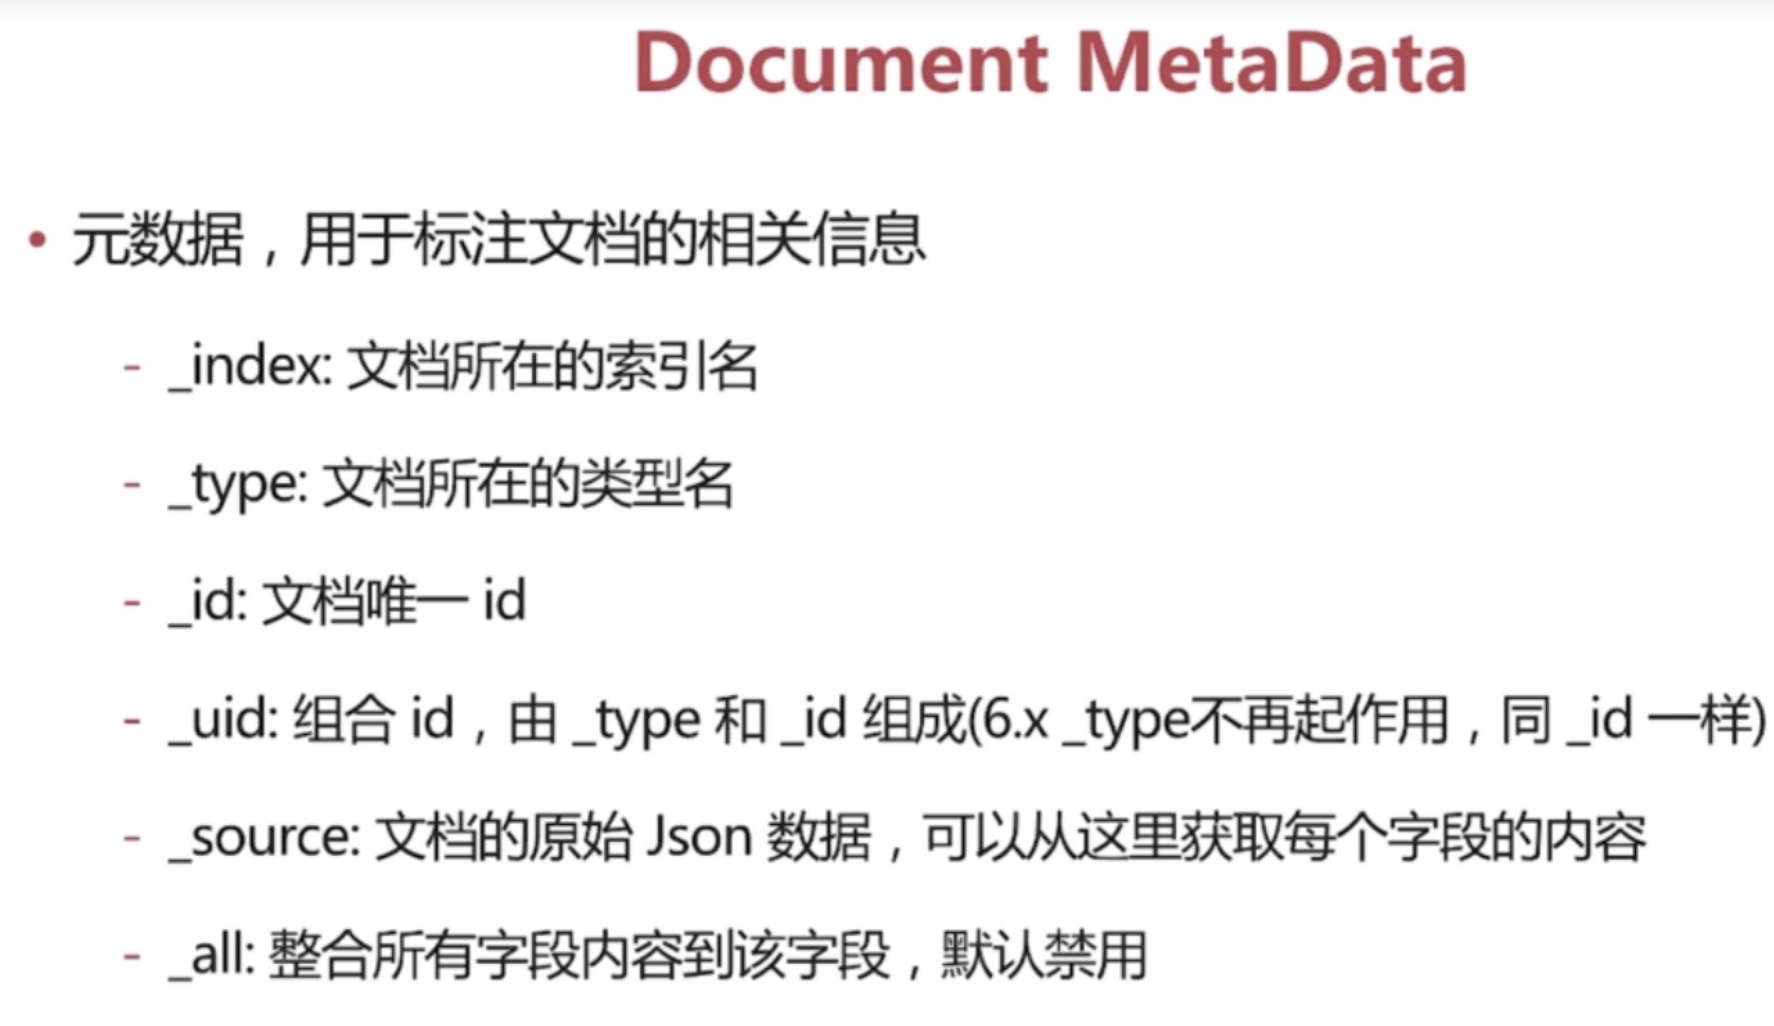 Document MetaData
• 元数据，用于标注文档的相关信息
- _index: 文档所在的索引名
- _type: 文档所在的类型名
- _id: 文档唯一 id
- _uid: 组合 id，由 _type 和 _id 组成(6.x _type不再起作用，同 _id 一样)
- _source: 文档的原始 Json 数据，可以从这里获取每个字段的内容
- _all: 整合所有字段内容到该字段，默认禁用